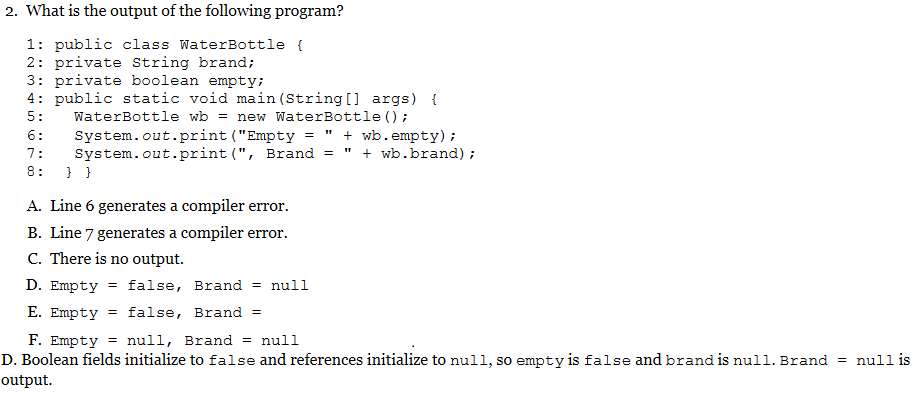 2. What is the output of the following program?
1: public class WaterBottle {
2: private String brand;
3: private boolean empty;
4: public static void main(String[] args) {
5:   WaterBottle wb = new WaterBottle();
6:   System.out.print("Empty = " + wb.empty);
7:   System.out.print(", Brand = " + wb.brand);
8:  } }
A. Line 6 generates a compiler error.
B. Line 7 generates a compiler error.
C. There is no output.
D. Empty = false, Brand = null
E. Empty = false, Brand =
F. Empty = null, Brand = null
D. Boolean fields initialize to false and references initialize to null, so empty is false and brand is null. Brand = null is
output.